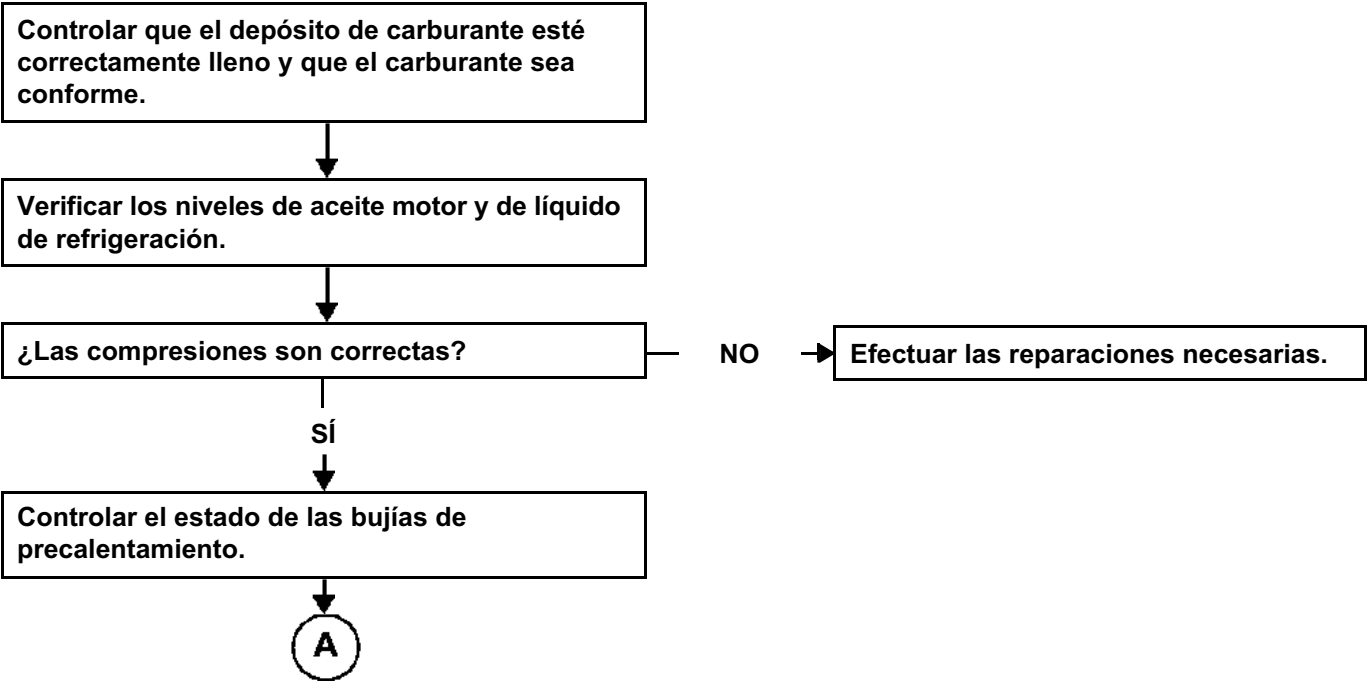 Controlar que el depósito de carburante esté
correctamente lleno y que el carburante sea
conforme.
Verificar los niveles de aceite motor y de líquido
de refrigeración.
¿Las compresiones son correctas?
NO
Efectuar las reparaciones necesarias.
SÍ
Controlar el estado de las bujías de
precalentamiento.
A